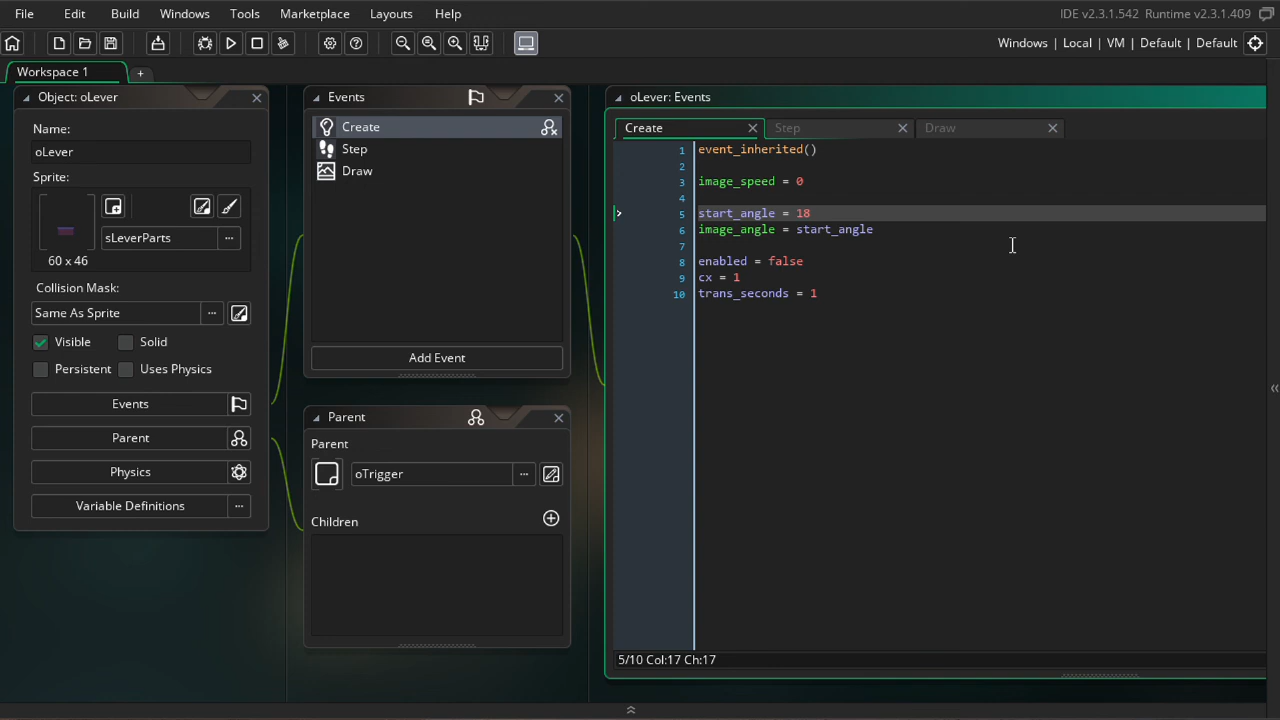 File Edit Build Windows Tools Marketplace Layouts Help IDE v2.3.1.542 Runtime v2.3.1.409
Windows | Local | VM | Default | Default
Workspace 1 +
Object: oLever
Name:
oLever
Sprite:
sLeverParts ...
60 x 46
Collision Mask:
Same As Sprite ...
Visible Solid
Persistent Uses Physics
Events
Parent
Physics
Variable Definitions ...
Events
Create
Step
Draw
Add Event
Parent
Parent
oTrigger ...
Children
oLever: Events
Create Step Draw
1 event_inherited()
2
3 image_speed = 0
4
5 start_angle = 18
6 image_angle = start_angle
7
8 enabled = false
9 cx = 1
10 trans_seconds = 1
5/10 Col:17 Ch:17